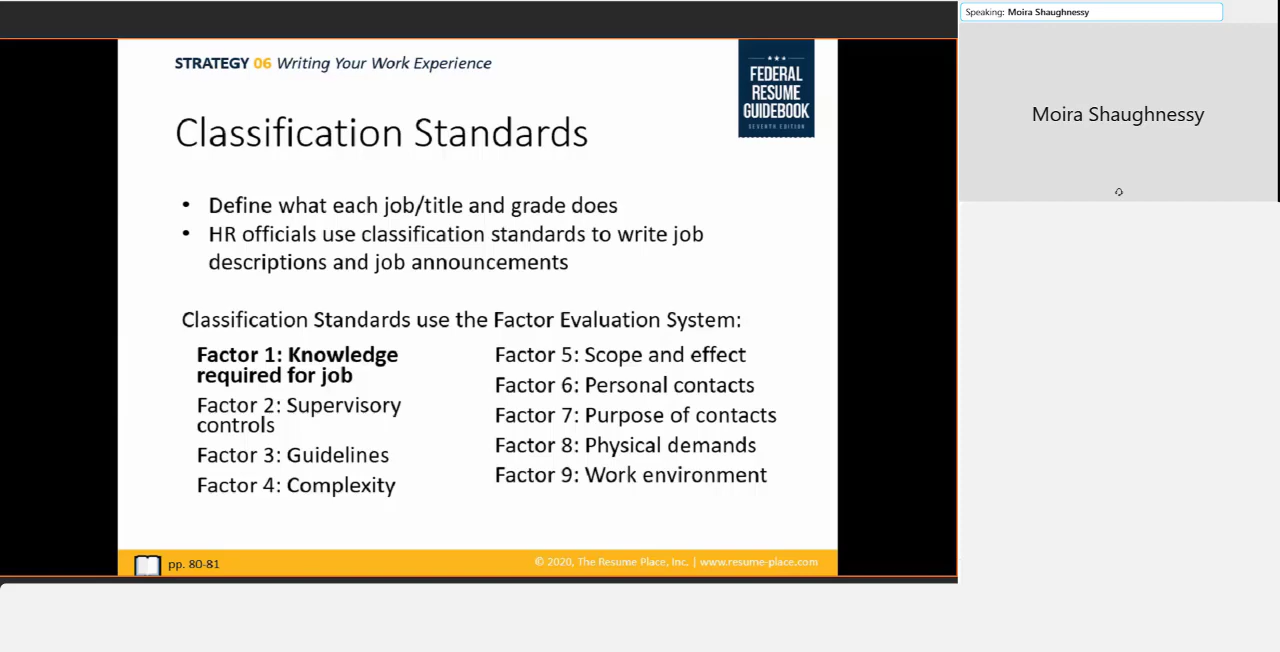 Speaking: Moira Shaughnessy
Moira Shaughnessy
STRATEGY 06 Writing Your Work Experience
FEDERAL
RESUME
GUIDEBOOK
SEVENTH EDITION
Classification Standards
• Define what each job/title and grade does
• HR officials use classification standards to write job
descriptions and job announcements
Classification Standards use the Factor Evaluation System:
Factor 1: Knowledge
required for job
Factor 2: Supervisory
controls
Factor 3: Guidelines
Factor 4: Complexity
Factor 5: Scope and effect
Factor 6: Personal contacts
Factor 7: Purpose of contacts
Factor 8: Physical demands
Factor 9: Work environment
pp. 80-81
© 2020, The Resume Place, Inc. | www.resume-place.com